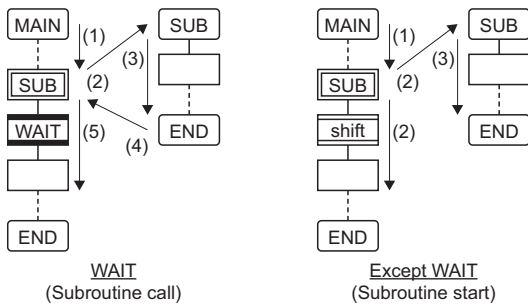 MAIN
(1)
SUB
(2)
(3)
SUB
WAIT
(5)
(4)
END
END
WAIT
(Subroutine call)
MAIN
(1)
SUB
(2)
(3)
SUB
shift
(2)
END
END
Except WAIT
(Subroutine start)